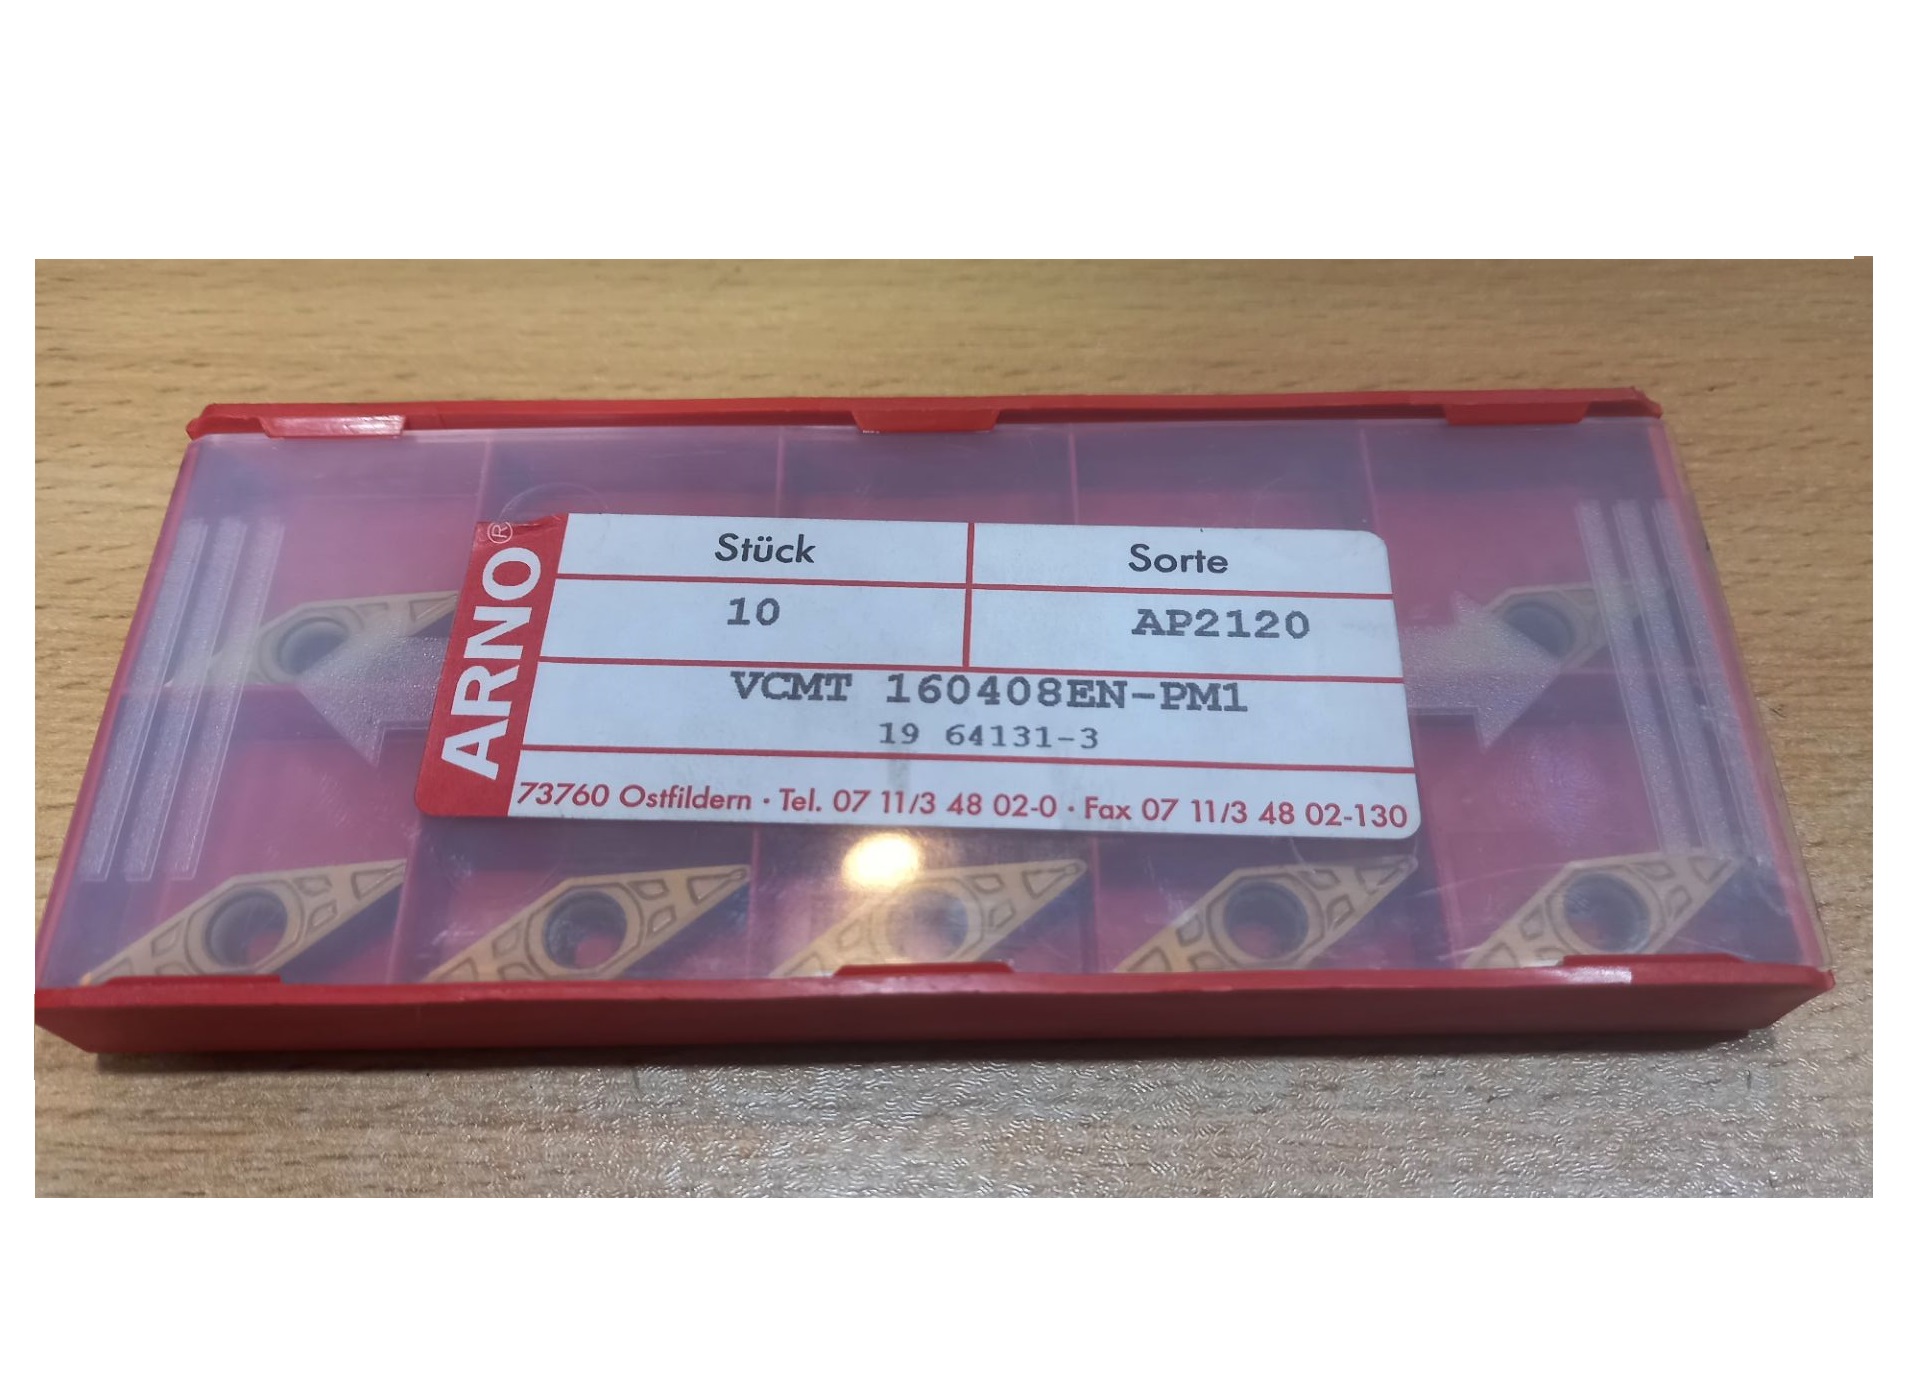 ARNO®
Stück Sorte
10 AP2120
VCMT 160408EN-PM1
19 64131-3
73760 Ostfildern · Tel. 07 11/3 48 02-0 · Fax 07 11/3 48 02-130